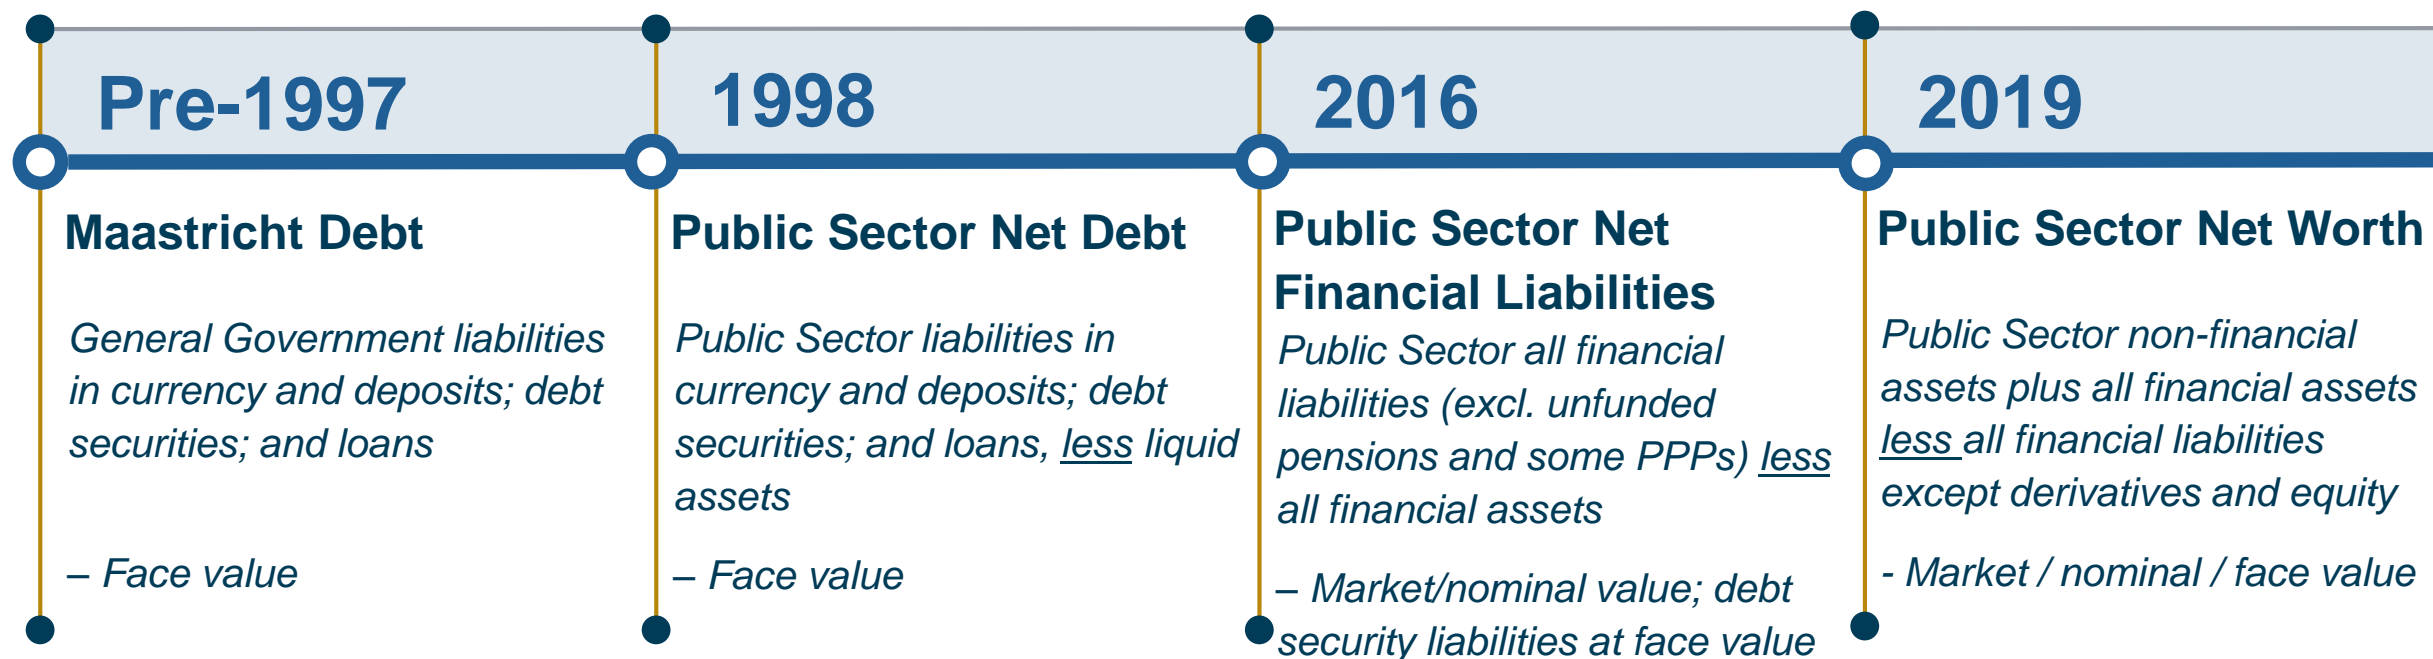 Pre-1997
1998
2016
2019
Maastricht Debt
General Government liabilities
in currency and deposits; debt
securities; and loans
– Face value
Public Sector Net Debt
Public Sector liabilities in
currency and deposits; debt
securities; and loans, less liquid
assets
– Face value
Public Sector Net
Financial Liabilities
Public Sector all financial
liabilities (excl. unfunded
pensions and some PPPs) less
all financial assets
– Market/nominal value; debt
security liabilities at face value
Public Sector Net Worth
Public Sector non-financial
assets plus all financial assets
less all financial liabilities
except derivatives and equity
- Market / nominal / face value